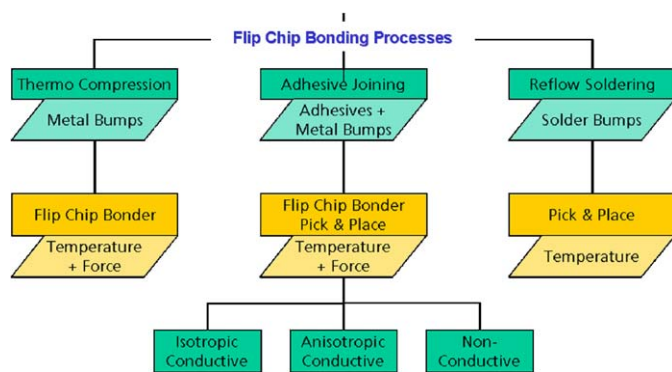 Flip Chip Bonding Processes
Thermo Compression
Metal Bumps
Flip Chip Bonder
Temperature
+ Force
Adhesive Joining
Adhesives +
Metal Bumps
Flip Chip Bonder
Pick & Place
Temperature
+ Force
Isotropic
Conductive
Anisotropic
Conductive
Non-
Conductive
Reflow Soldering
Solder Bumps
Pick & Place
Temperature